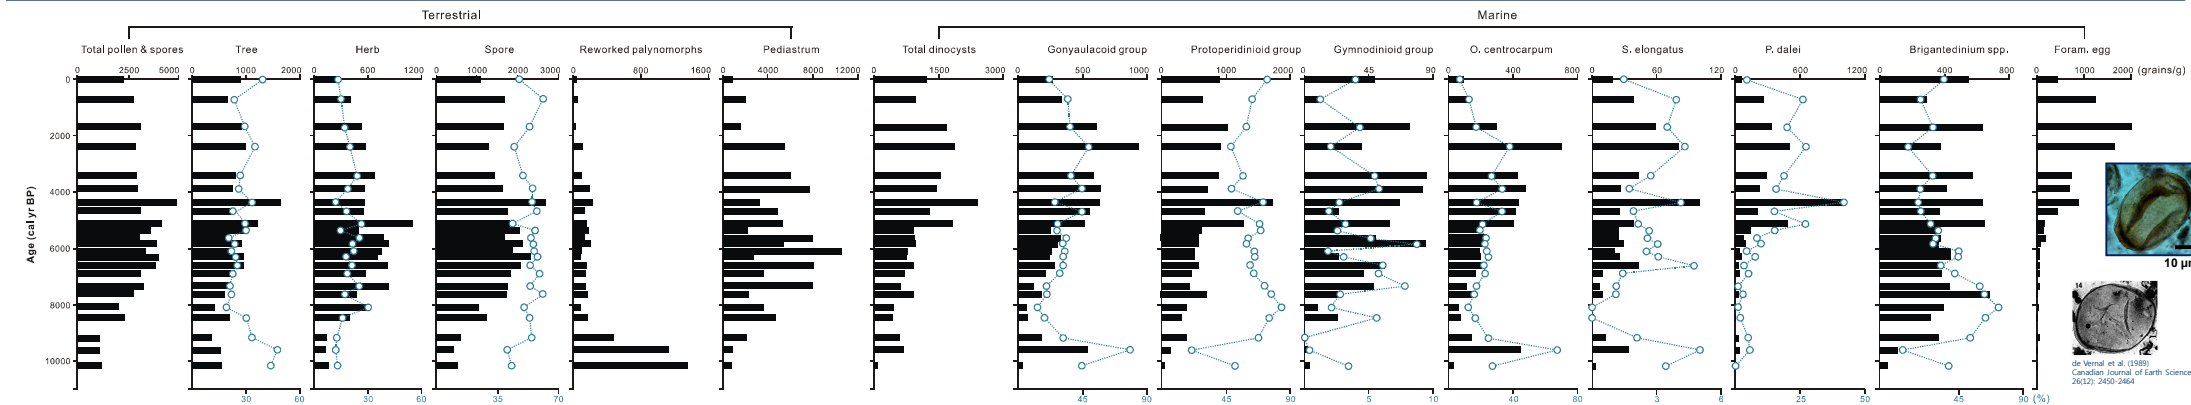 Terrestrial Marine
Total pollen & spores Tree Herb Spore Reworked palynomorphs Pediastrum Total dinocysts Gonyaulacoid group Protoperidinioid group Gymnodinioid group O. centrocarpum S. elongatus P. dalei Brigantedinium spp. Foram. egg
0 2500 5000 0 1000 2000 0 600 1200 0 1000 2000 3000 0 800 1600 0 4000 8000 12000 0 1500 3000 0 500 1000 0 1000 2000 0 45 90 0 400 800 0 60 120 0 600 1200 0 400 800 0 1000 2000 (grains/g)
0
2000
4000
6000
8000
10000
Age (cal yr BP)
10 μm
14
de Vernal et al. (1989)
Canadian Journal of Earth Science
26(12): 2450-2464
30 60 30 60 35 70 45 90 45 90 5 10 40 80 3 6 25 50 45 90 (%)